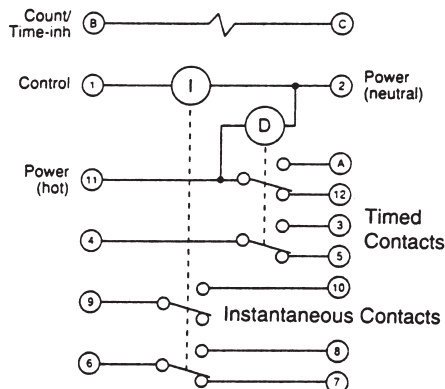 Count/
Time-inh
B
C
Control
1
I
2
Power
(neutral)
D
Power
(hot)
11
A
12
4
3
5
Timed
Contacts
9
10
Instantaneous Contacts
6
8
7